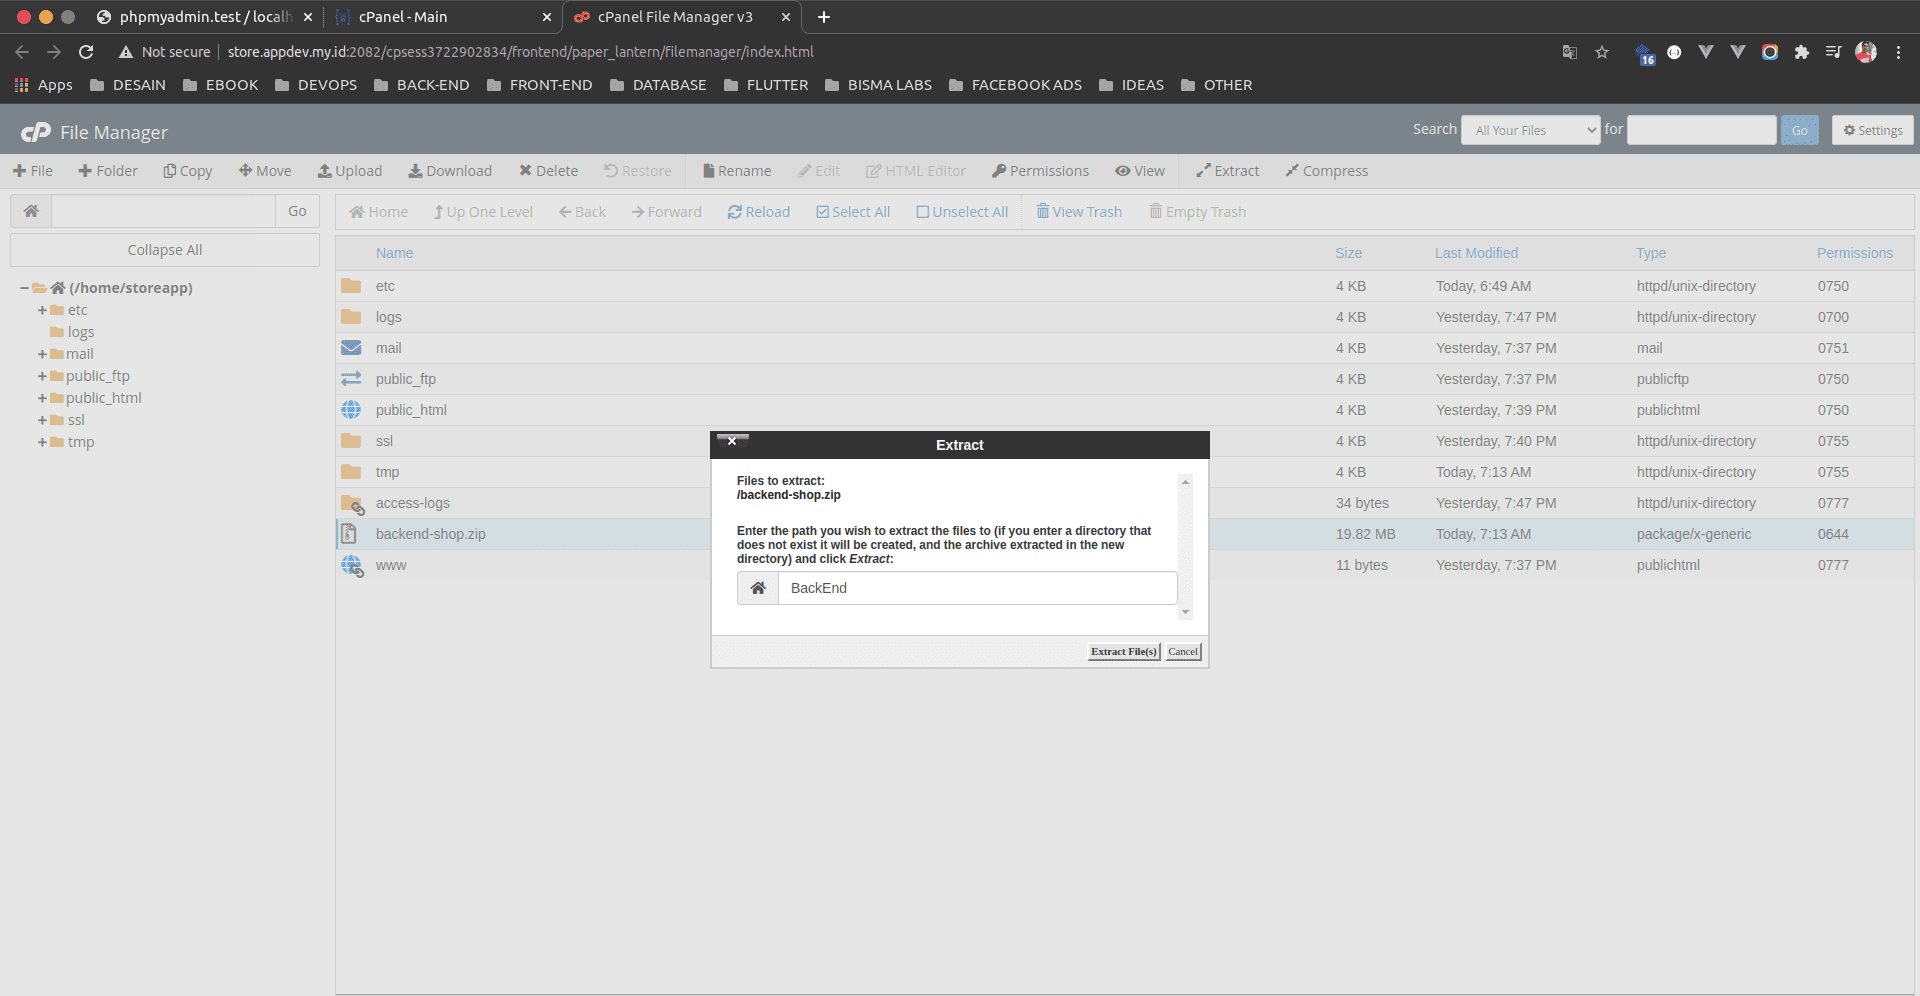 phpmyadmin.test / localh
cPanel - Main
cPanel File Manager v3
Not secure
store.appdev.my.id:2082/cpsess3722902834/frontend/paper_lantern/filemanager/index.html
16
Apps DESAIN EBOOK DEVOPS BACK-END FRONT-END DATABASE FLUTTER BISMA LABS FACEBOOK ADS IDEAS OTHER
cP File Manager
Search All Your Files for Go Settings
File Folder Copy Move Upload Download Delete Restore Rename Edit HTML Editor Permissions View Extract Compress
Go
Home Up One Level Back Forward Reload Select All Unselect All View Trash Empty Trash
Collapse All
(/home/storeapp)
etc
logs
mail
public_ftp
public_html
ssl
tmp
Name Size Last Modified Type Permissions
etc 4 KB Today, 6:49 AM httpd/unix-directory 0750
logs 4 KB Yesterday, 7:47 PM httpd/unix-directory 0700
mail 4 KB Yesterday, 7:37 PM mail 0751
public_ftp 4 KB Yesterday, 7:37 PM publicftp 0750
public_html 4 KB Yesterday, 7:39 PM publichtml 0750
ssl 4 KB Yesterday, 7:40 PM httpd/unix-directory 0755
tmp 4 KB Today, 7:13 AM httpd/unix-directory 0755
access-logs 34 bytes Yesterday, 7:47 PM httpd/unix-directory 0777
backend-shop.zip 19.82 MB Today, 7:13 AM package/x-generic 0644
www 11 bytes Yesterday, 7:37 PM publichtml 0777
Extract
Files to extract:
/backend-shop.zip
Enter the path you wish to extract the files to (if you enter a directory that
does not exist it will be created, and the archive extracted in the new
directory) and click Extract:
BackEnd
Extract File(s) Cancel